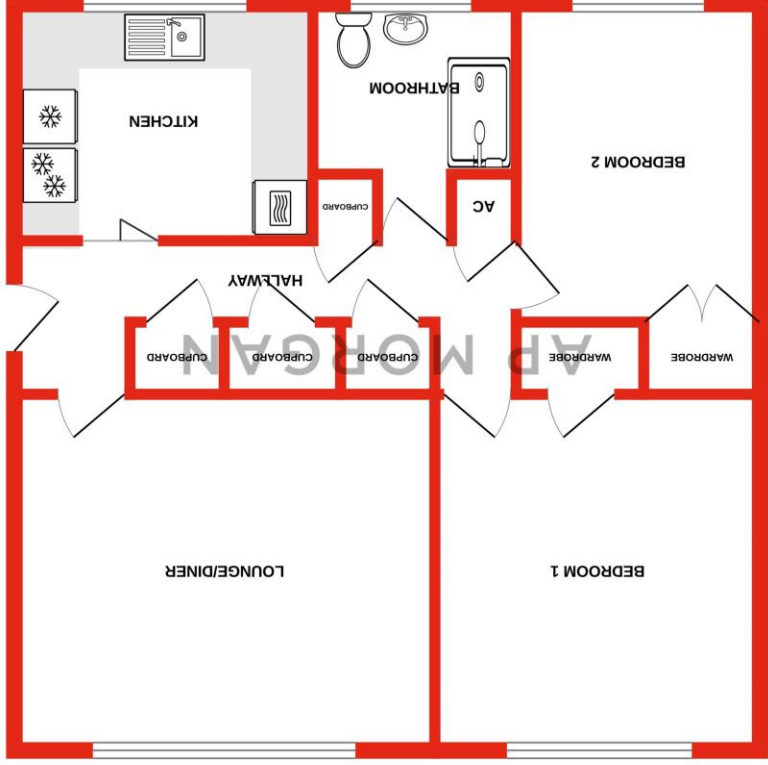 BEDROOM 1
LOUNGE/DINER
WARDROBE
WARDROBE
CUPBOARD
CUPBOARD
CUPBOARD
AP MORGAN
HALLWAY
AC
CUPBOARD
BEDROOM 2
KITCHEN
BATHROOM